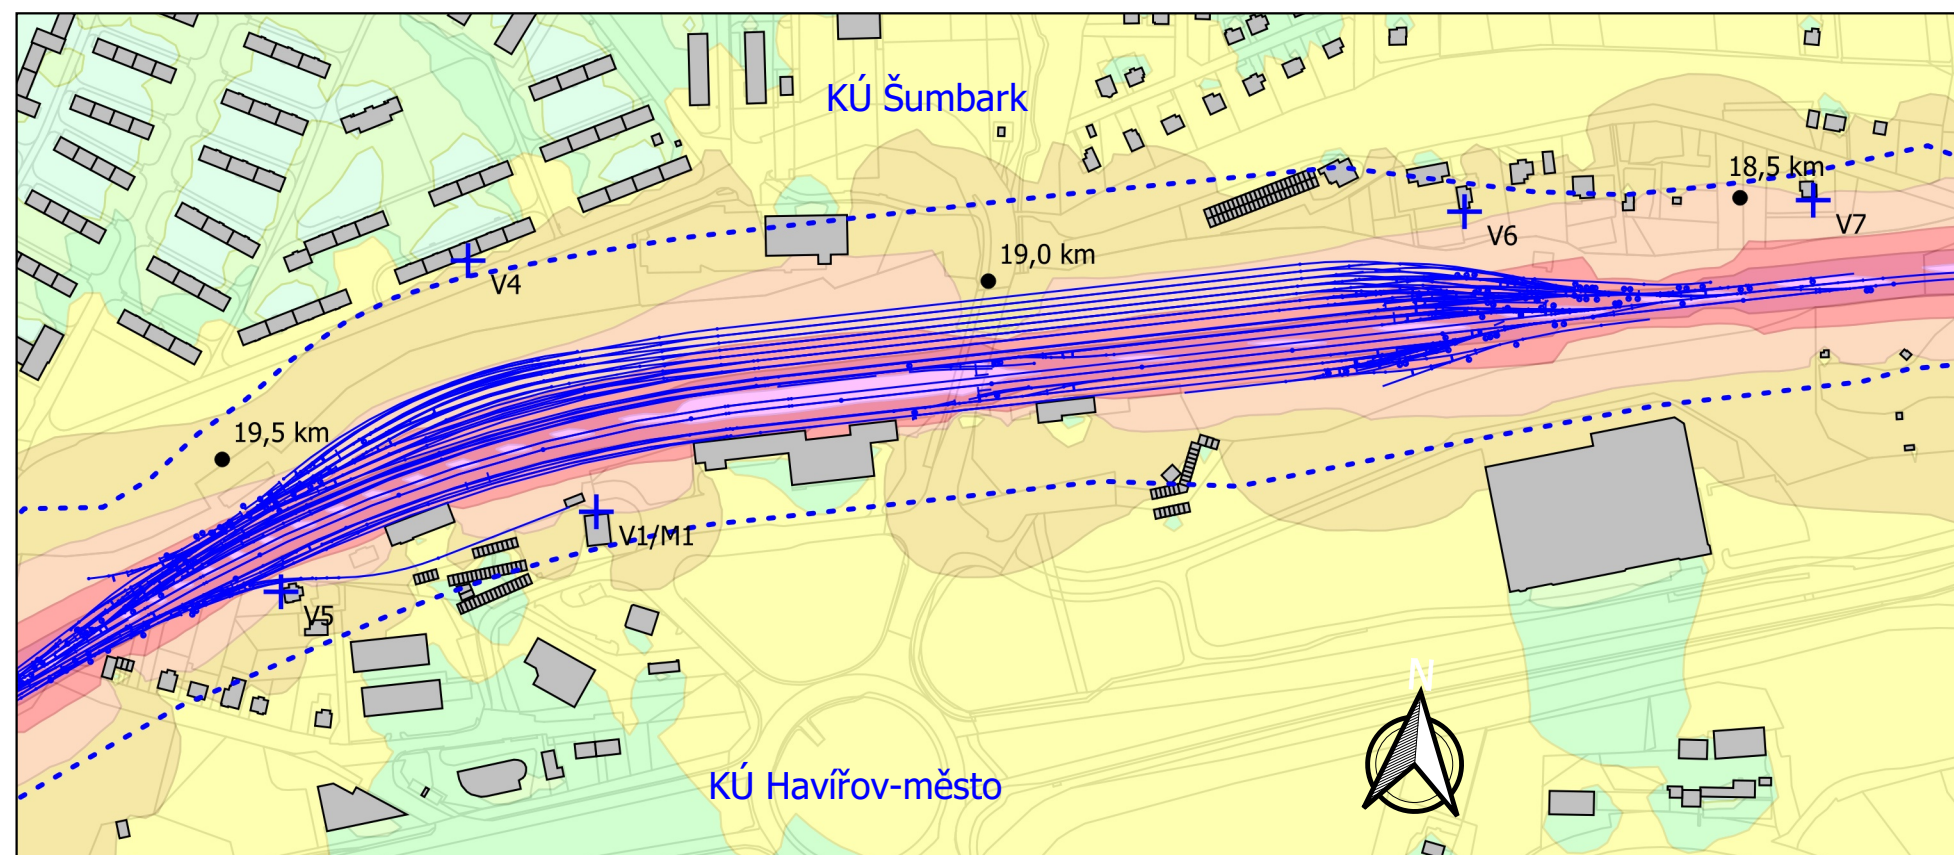 KÚ Šumbark
18,5 km
V7
V6
19,0 km
V4
19,5 km
V1/M1
V5
N
KÚ Havířov-město